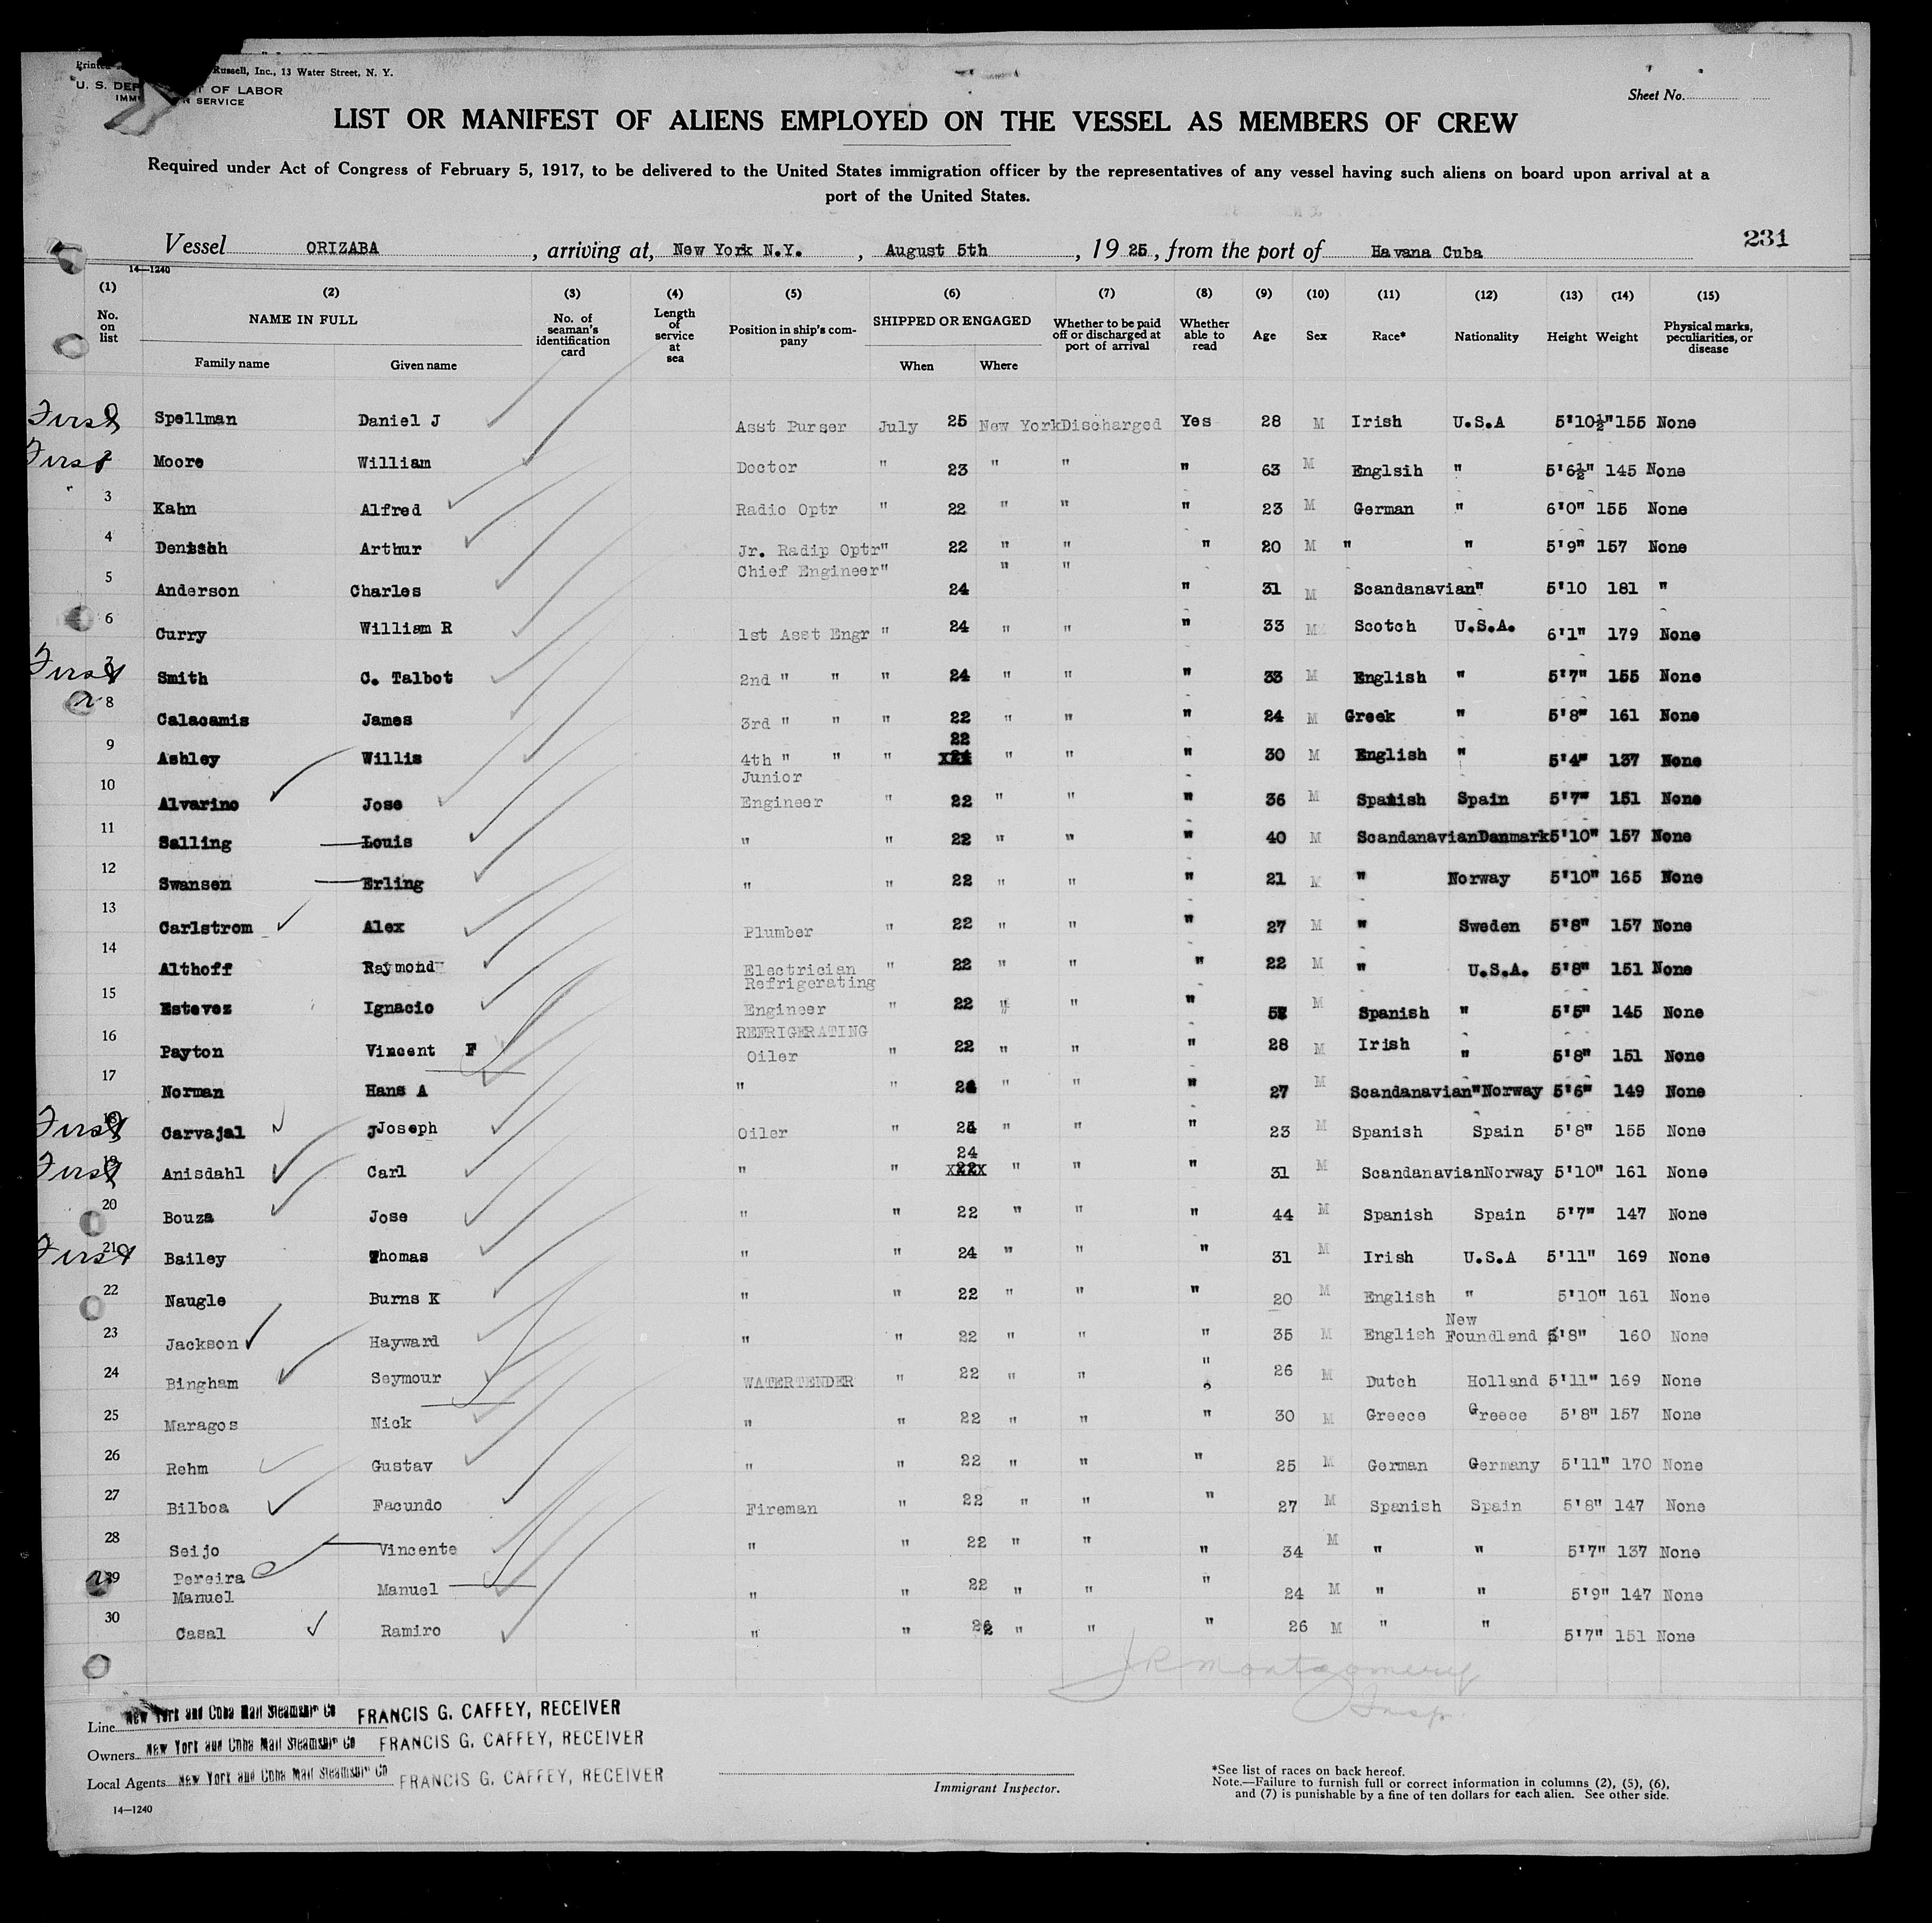 Russell, Inc., 13 Water Street, N. Y.
U. S. DEP T OF LABOR
IMM N SERVICE
Sheet No.
LIST OR MANIFEST OF ALIENS EMPLOYED ON THE VESSEL AS MEMBERS OF CREW
Required under Act of Congress of February 5, 1917, to be delivered to the United States immigration officer by the representatives of any vessel having such aliens on board upon arrival at a
port of the United States.
231
Vessel ORIZABA , arriving at, New York N.Y. , August 5th , 19 25 , from the port of Havana Cuba
14—1240
(1) (2) (3) (4) (5) (6) (7) (8) (9) (10) (11) (12) (13) (14) (15)
No. on list NAME IN FULL Family name Given name No. of seaman's identification card Length of service at sea Position in ship's company SHIPPED OR ENGAGED When Where Whether to be paid off or discharged at port of arrival Whether able to read Age Sex Race* Nationality Height Weight Physical marks, peculiarities, or disease
First Spellman Daniel J Asst Purser July 25 New York Discharged Yes 28 M Irish U.S.A 5'10½" 155 None
First Moore William Doctor " 23 " " " 63 M Englsih " 5'6½" 145 None
3 Kahn Alfred Radio Optr " 22 " " " 23 M German " 6'0" 155 None
4 Arthur Jr. Radip Optr " 22 " " " 20 M " " 5'9" 157 None
5 Anderson Charles Chief Engineer " 24 " " " 31 M Scandanavian " 5'10 181 "
6 Curry William R 1st Asst Engr " 24 " " " 33 M Scotch U.S.A. 6'1" 179 None
First 7 Smith C. Talbot 2nd " " " 24 " " " 33 M English " 5'7" 155 None
8 Calacamis James 3rd " " " 22 " " " 24 M Greek " 5'8" 161 None
9 Ashley Willis 4th " " " 22 " " " 30 M English " 5'4" 137 None
10 Alvarino Jose Junior Engineer " 22 " " " 36 M Spanish Spain 5'7" 151 None
11 Salling Louis " " 22 " " " 40 M Scandanavian Danmark 5'10" 157 None
12 Swansen Erling " " 22 " " " 21 M " Norway 5'10" 165 None
13 Carlstrom Alex Plumber " 22 " " " 27 M " Sweden 5'8" 157 None
14 Althoff Raymond Electrician " 22 " " " 22 M " U.S.A. 5'8" 151 None
15 Estevez Ignacio Refrigerating Engineer " 22 " " " M Spanish " 5'5" 145 None
16 Payton Vincent F REFRIGERATING Oiler " 22 " " " 28 M Irish " 5'8" 151 None
17 Norman Hans A " " " " " 27 M Scandanavian " Norway 5'6" 149 None
First 18 Carvajal JJoseph Oiler " " " " 23 M Spanish Spain 5'8" 155 None
First 19 Anisdahl Carl " " 24 " " " 31 M Scandanavian Norway 5'10" 161 None
20 Bouza Jose " " 22 " " " 44 M Spanish Spain 5'7" 147 None
First 21 Bailey Thomas " " 24 " " " 31 M Irish U.S.A 5'11" 169 None
22 Naugle Burns K " " 22 " " " 20 M English " 5'10" 161 None
23 Jackson Hayward " " 22 " " " 35 M English New Foundland 5'8" 160 None
24 Bingham Seymour WATERTENDER " 22 " " " 26 M Dutch Holland 5'11" 169 None
25 Maragos Nick " " 22 " " " 30 M Greece Greece 5'8" 157 None
26 Rehm Gustav " " 22 " " " 25 M German Germany 5'11" 170 None
27 Bilboa Facundo Fireman " 22 " " " 27 M Spanish Spain 5'8" 147 None
28 Seijo Vincente " " 22 " " " 34 M " " 5'7" 137 None
29 Pereira Manuel Manuel " " 22 " " " 24 M " " 5'9" 147 None
30 Casal Ramiro " " " " " 26 M " " 5'7" 151 None
JR Montgomery
Insp.
Line New York and Cuba Mail Steamship Co FRANCIS G. CAFFEY, RECEIVER
Owners New York and Cuba Mail Steamship Co FRANCIS G. CAFFEY, RECEIVER
Local Agents New York and Cuba Mail Steamship Co FRANCIS G. CAFFEY, RECEIVER
14—1240
Immigrant Inspector.
*See list of races on back hereof.
Note.—Failure to furnish full or correct information in columns (2), (5), (6),
and (7) is punishable by a fine of ten dollars for each alien. See other side.